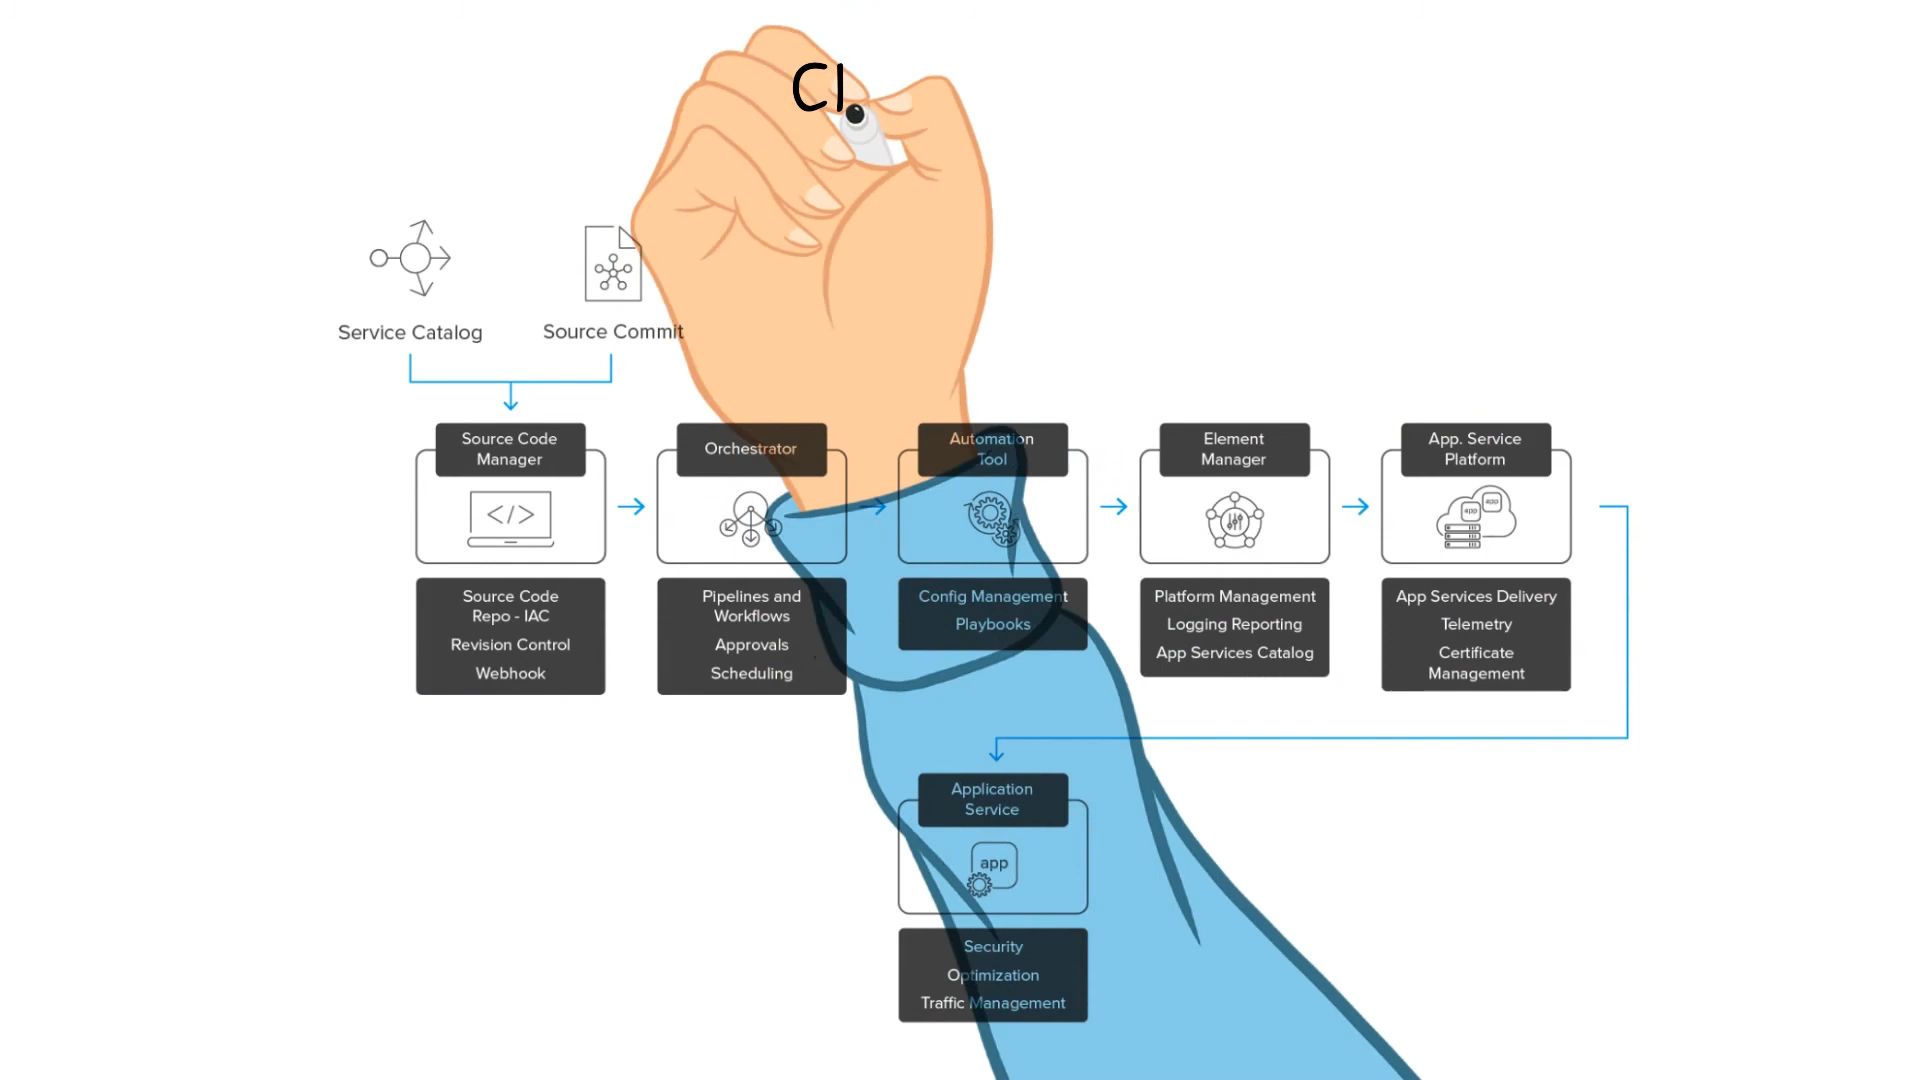 CI
Service Catalog
Source Commit
Source Code
Manager
</>
Source Code
Repo - IAC
Revision Control
Webhook
Orchestrator
Pipelines and
Workflows
Approvals
Scheduling
Automation
Tool
Config Management
Playbooks
Element
Manager
Platform Management
Logging Reporting
App Services Catalog
App. Service
Platform
app
app
App Services Delivery
Telemetry
Certificate
Management
Application
Service
app
Security
Optimization
Traffic Management